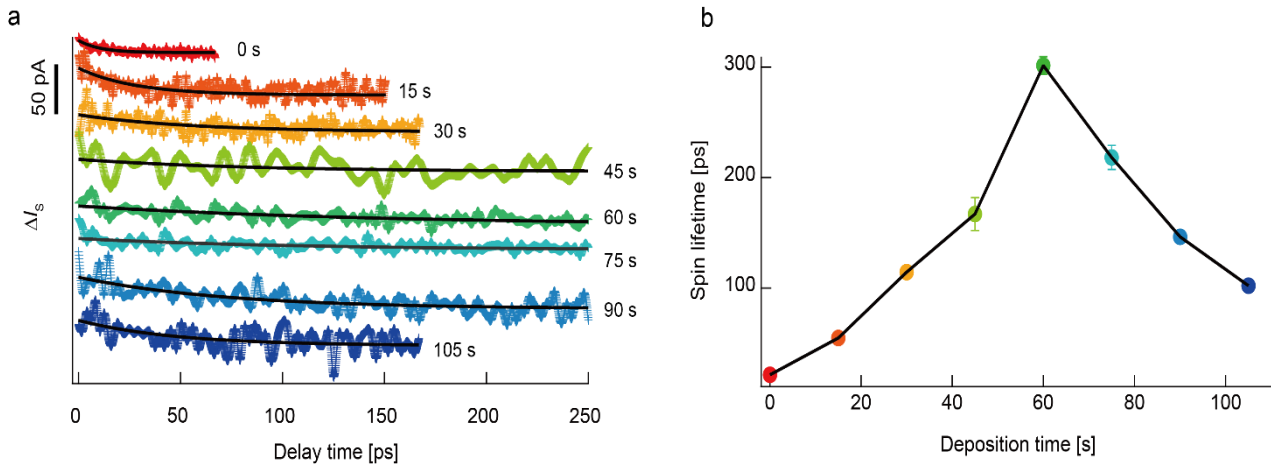 a
50 pA
ΔIs
0 s
15 s
30 s
45 s
60 s
75 s
90 s
105 s
0 50 100 150 200 250
Delay time [ps]
b
Spin lifetime [ps]
300
200
100
0 20 40 60 80 100
Deposition time [s]